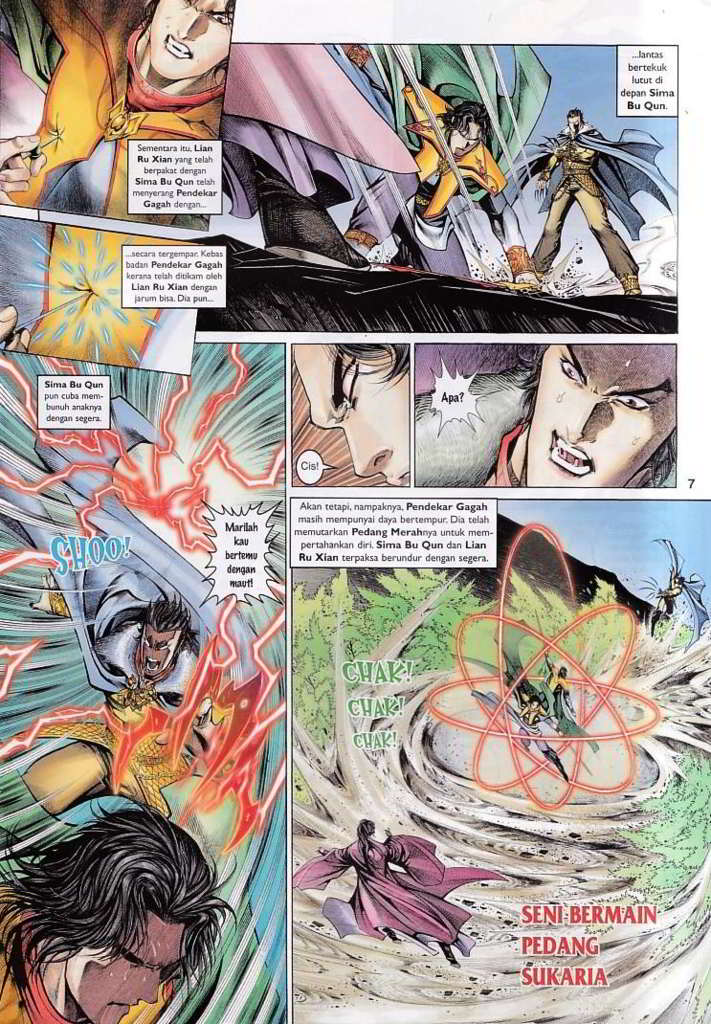 Sementara itu, Lian
Ru Xian yang telah
berpakat dengan
Sima Bu Qun telah
menyerang Pendekar
Gagah dengan...
...lantas
bertekuk
lutut di
depan Sima
Bu Qun.
...secara tergempar. Kebas
badan Pendekar Gagah
kerana telah ditikam oleh
Lian Ru Xian dengan
jarum bisa. Dia pun...
Sima Bu Qun
pun cuba mem-
bunuh anaknya
dengan segera.
SHOO!
Marilah
kau
bertemu
dengan
maut!
Cis!
Apa?
7
Akan tetapi, nampaknya, Pendekar Gagah
masih mempunyai daya bertempur. Dia telah
memutarkan Pedang Merahnya untuk mem-
pertahankan diri. Sima Bu Qun dan Lian
Ru Xian terpaksa berundur dengan segera.
CHAK!
CHAK!
CHAK!
SENI BERMAIN
PEDANG
SUKARIA